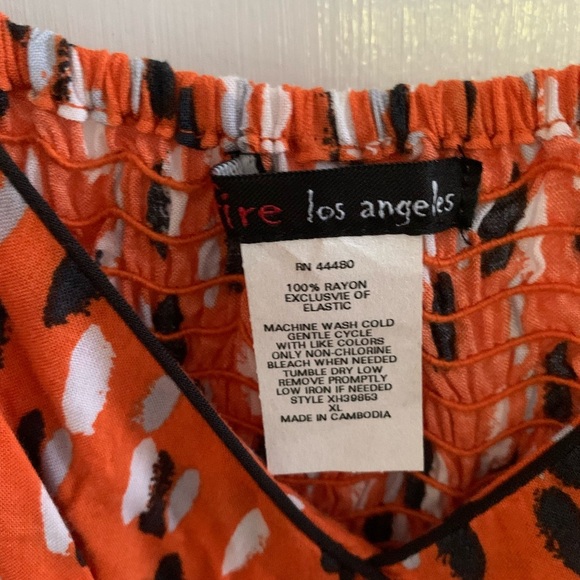 ire los angeles
RN 44480
100% RAYON
EXCLUSVIE OF
ELASTIC
MACHINE WASH COLD
GENTLE CYCLE
WITH LIKE COLORS
ONLY NON-CHLORINE
BLEACH WHEN NEEDED
TUMBLE DRY LOW
REMOVE PROMPTLY
LOW IRON IF NEEDED
STYLE XH39853
XL
MADE IN CAMBODIA